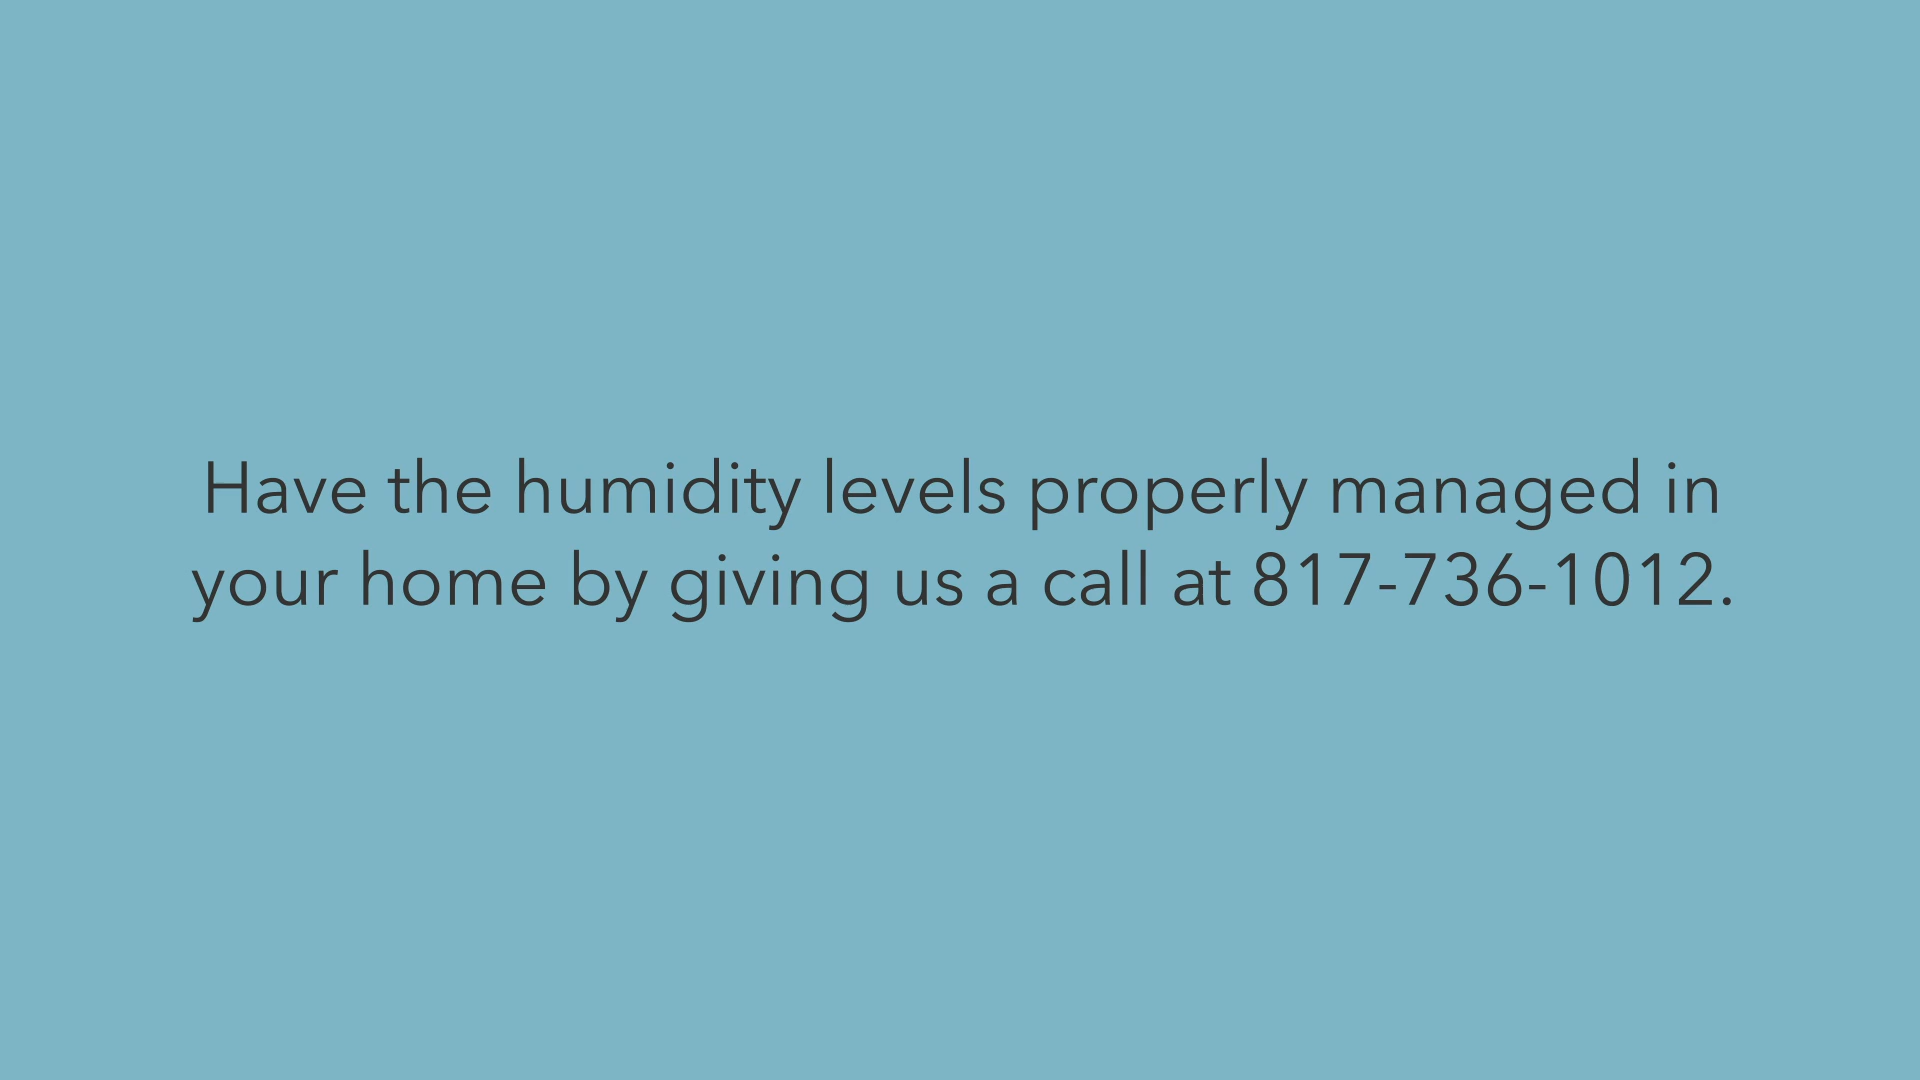 Have the humidity levels properly managed in
your home by giving us a call at 817-736-1012.